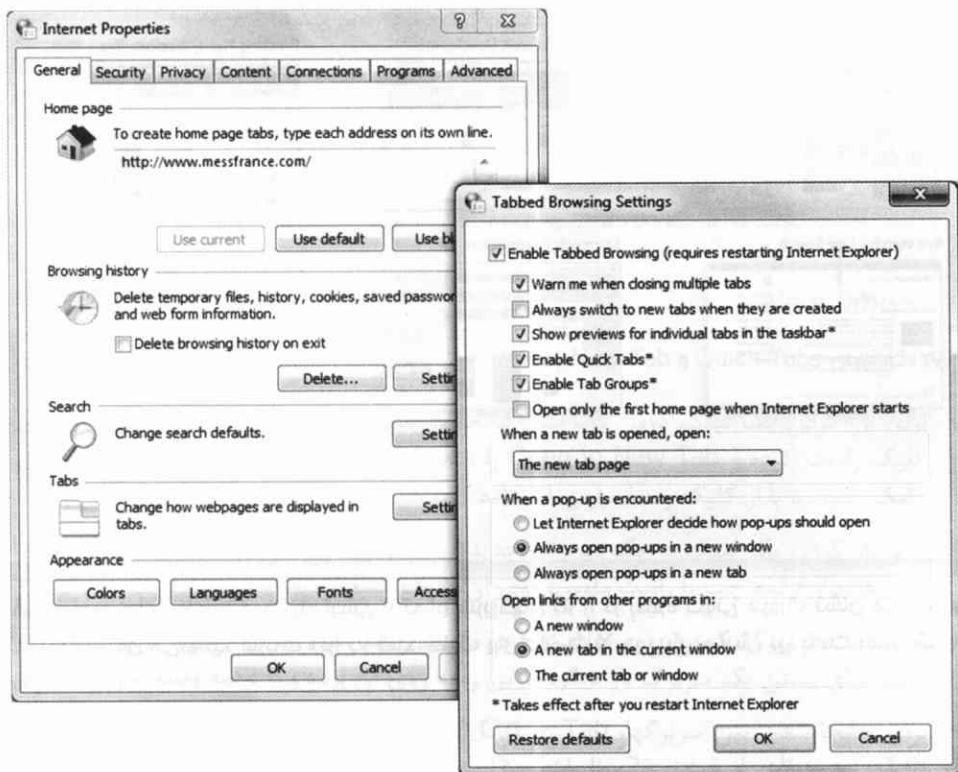 Internet Properties
General Security Privacy Content Connections Programs Advanced
Home page
To create home page tabs, type each address on its own line.
http://www.messfrance.com/
Use current Use default Use bl
Browsing history
Delete temporary files, history, cookies, saved passwor
and web form information.
Delete browsing history on exit
Delete... Settin
Search
Change search defaults. Settin
Tabs
Change how webpages are displayed in Settin
tabs.
Appearance
Colors Languages Fonts Access
OK Cancel
Tabbed Browsing Settings
Enable Tabbed Browsing (requires restarting Internet Explorer)
Warn me when closing multiple tabs
Always switch to new tabs when they are created
Show previews for individual tabs in the taskbar*
Enable Quick Tabs*
Enable Tab Groups*
Open only the first home page when Internet Explorer starts
When a new tab is opened, open:
The new tab page
When a pop-up is encountered:
Let Internet Explorer decide how pop-ups should open
Always open pop-ups in a new window
Always open pop-ups in a new tab
Open links from other programs in:
A new window
A new tab in the current window
The current tab or window
* Takes effect after you restart Internet Explorer
Restore defaults OK Cancel